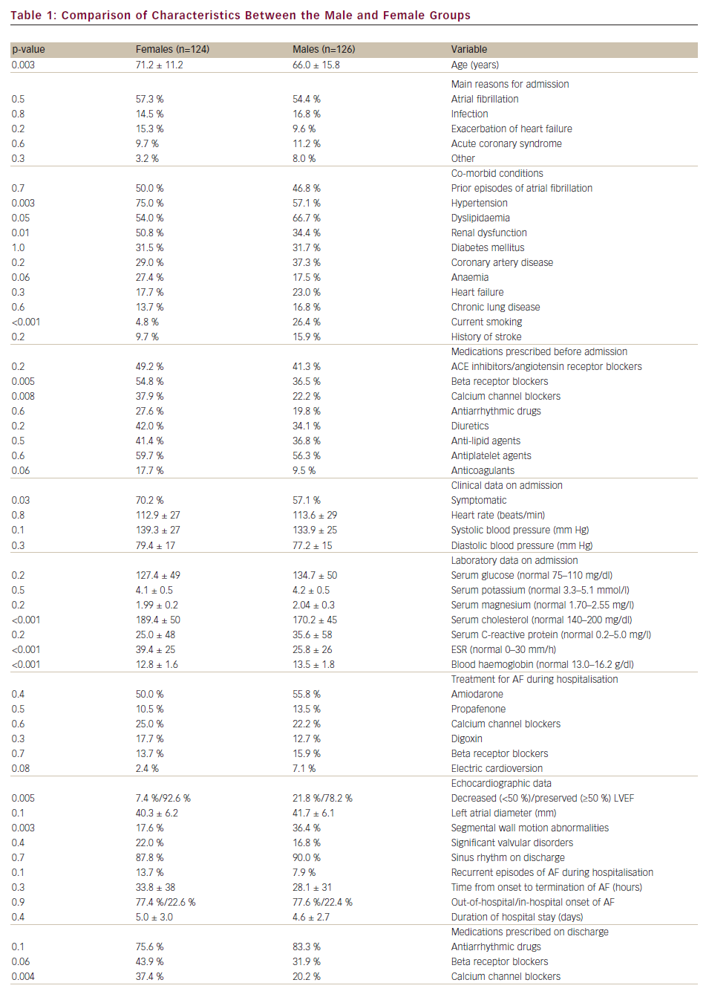 Table 1: Comparison of Characteristics Between the Male and Female Groups
p-value Females (n=124) Males (n=126) Variable
0.003 71.2 ± 11.2 66.0 ± 15.8 Age (years)
Main reasons for admission
0.5 57.3 % 54.4 % Atrial fibrillation
0.8 14.5 % 16.8 % Infection
0.2 15.3 % 9.6 % Exacerbation of heart failure
0.6 9.7 % 11.2 % Acute coronary syndrome
0.3 3.2 % 8.0 % Other
Co-morbid conditions
0.7 50.0 % 46.8 % Prior episodes of atrial fibrillation
0.003 75.0 % 57.1 % Hypertension
0.05 54.0 % 66.7 % Dyslipidaemia
0.01 50.8 % 34.4 % Renal dysfunction
1.0 31.5 % 31.7 % Diabetes mellitus
0.2 29.0 % 37.3 % Coronary artery disease
0.06 27.4 % 17.5 % Anaemia
0.3 17.7 % 23.0 % Heart failure
0.6 13.7 % 16.8 % Chronic lung disease
<0.001 4.8 % 26.4 % Current smoking
0.2 9.7 % 15.9 % History of stroke
Medications prescribed before admission
0.2 49.2 % 41.3 % ACE inhibitors/angiotensin receptor blockers
0.005 54.8 % 36.5 % Beta receptor blockers
0.008 37.9 % 22.2 % Calcium channel blockers
0.6 27.6 % 19.8 % Antiarrhythmic drugs
0.2 42.0 % 34.1 % Diuretics
0.5 41.4 % 36.8 % Anti-lipid agents
0.6 59.7 % 56.3 % Antiplatelet agents
0.06 17.7 % 9.5 % Anticoagulants
Clinical data on admission
0.03 70.2 % 57.1 % Symptomatic
0.8 112.9 ± 27 113.6 ± 29 Heart rate (beats/min)
0.1 139.3 ± 27 133.9 ± 25 Systolic blood pressure (mm Hg)
0.3 79.4 ± 17 77.2 ± 15 Diastolic blood pressure (mm Hg)
Laboratory data on admission
0.2 127.4 ± 49 134.7 ± 50 Serum glucose (normal 75–110 mg/dl)
0.5 4.1 ± 0.5 4.2 ± 0.5 Serum potassium (normal 3.3–5.1 mmol/l)
0.2 1.99 ± 0.2 2.04 ± 0.3 Serum magnesium (normal 1.70–2.55 mg/l)
<0.001 189.4 ± 50 170.2 ± 45 Serum cholesterol (normal 140–200 mg/dl)
0.2 25.0 ± 48 35.6 ± 58 Serum C-reactive protein (normal 0.2–5.0 mg/l)
<0.001 39.4 ± 25 25.8 ± 26 ESR (normal 0–30 mm/h)
<0.001 12.8 ± 1.6 13.5 ± 1.8 Blood haemoglobin (normal 13.0–16.2 g/dl)
Treatment for AF during hospitalisation
0.4 50.0 % 55.8 % Amiodarone
0.5 10.5 % 13.5 % Propafenone
0.6 25.0 % 22.2 % Calcium channel blockers
0.3 17.7 % 12.7 % Digoxin
0.7 13.7 % 15.9 % Beta receptor blockers
0.08 2.4 % 7.1 % Electric cardioversion
Echocardiographic data
0.005 7.4 %/92.6 % 21.8 %/78.2 % Decreased (<50 %)/preserved (≥50 %) LVEF
0.1 40.3 ± 6.2 41.7 ± 6.1 Left atrial diameter (mm)
0.003 17.6 % 36.4 % Segmental wall motion abnormalities
0.4 22.0 % 16.8 % Significant valvular disorders
0.7 87.8 % 90.0 % Sinus rhythm on discharge
0.1 13.7 % 7.9 % Recurrent episodes of AF during hospitalisation
0.3 33.8 ± 38 28.1 ± 31 Time from onset to termination of AF (hours)
0.9 77.4 %/22.6 % 77.6 %/22.4 % Out-of-hospital/in-hospital onset of AF
0.4 5.0 ± 3.0 4.6 ± 2.7 Duration of hospital stay (days)
Medications prescribed on discharge
0.1 75.6 % 83.3 % Antiarrhythmic drugs
0.06 43.9 % 31.9 % Beta receptor blockers
0.004 37.4 % 20.2 % Calcium channel blockers